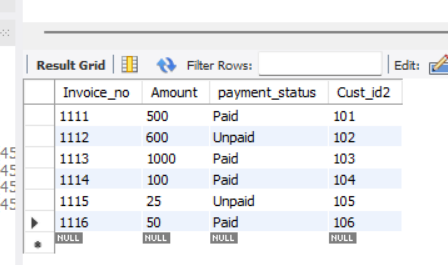 Result Grid Filter Rows: Edit:
Invoice_no Amount payment_status Cust_id2
1111 500 Paid 101
1112 600 Unpaid 102
45 1113 1000 Paid 103
45 1114 100 Paid 104
45 1115 25 Unpaid 105
45 1116 50 Paid 106
NULL NULL NULL NULL